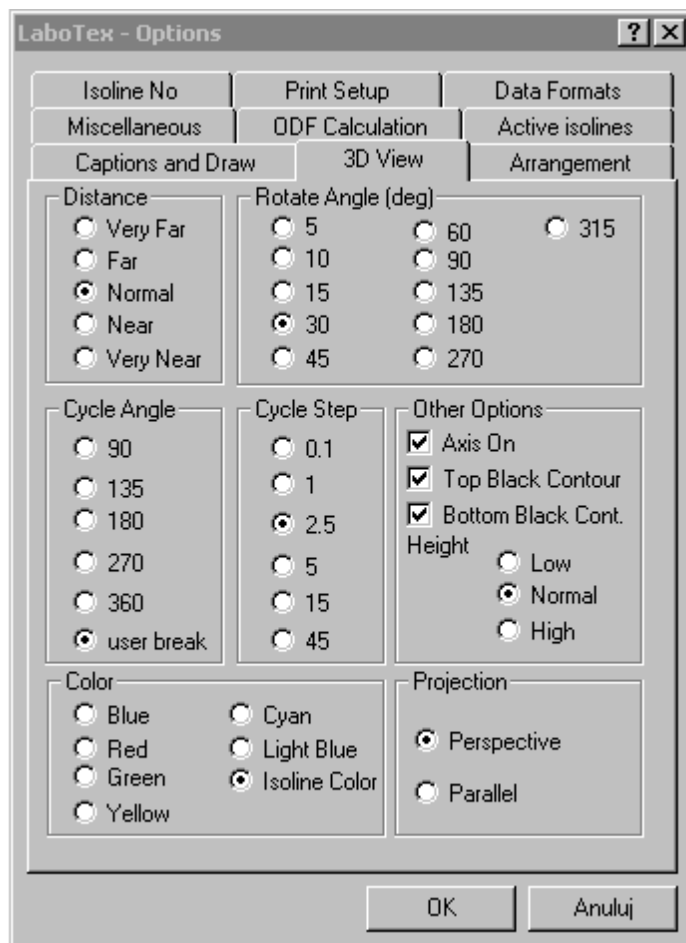 LaboTex - Options
Isoline No Print Setup Data Formats
Miscellaneous ODF Calculation Active isolines
Captions and Draw 3D View Arrangement
Distance
Very Far
Far
Normal
Near
Very Near
Rotate Angle (deg)
5 60 315
10 90
15 135
30 180
45 270
Cycle Angle
90
135
180
270
360
user break
Cycle Step
0.1
1
2.5
5
15
45
Other Options
Axis On
Top Black Contour
Bottom Black Cont.
Height
Low
Normal
High
Color
Blue Cyan
Red Light Blue
Green Isoline Color
Yellow
Projection
Perspective
Parallel
OK Anuluj